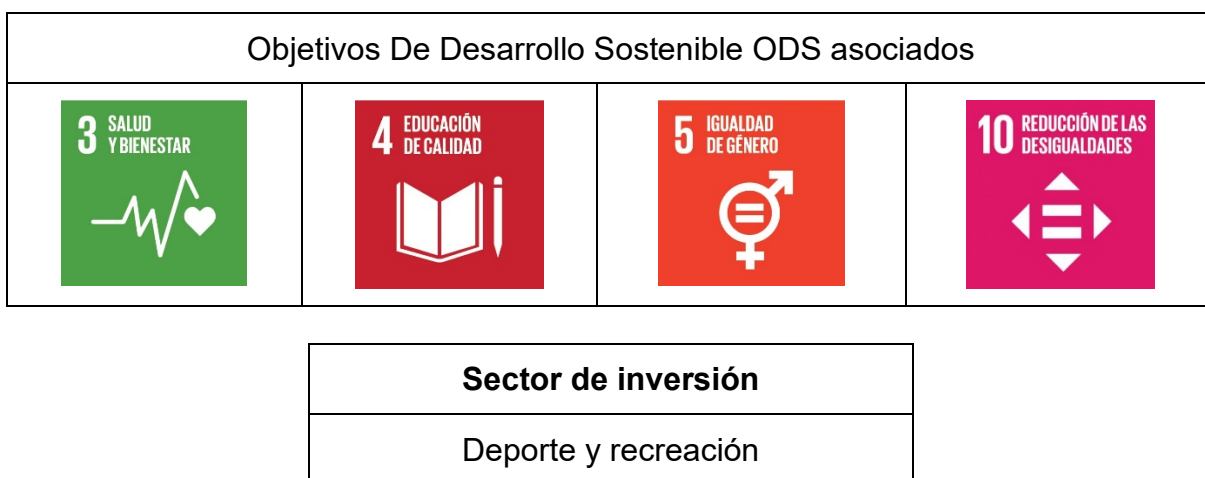 Objetivos De Desarrollo Sostenible ODS asociados
3 SALUD
Y BIENESTAR
4 EDUCACIÓN
DE CALIDAD
5 IGUALDAD
DE GÉNERO
10 REDUCCIÓN DE LAS
DESIGUALDADES
Sector de inversión
Deporte y recreación